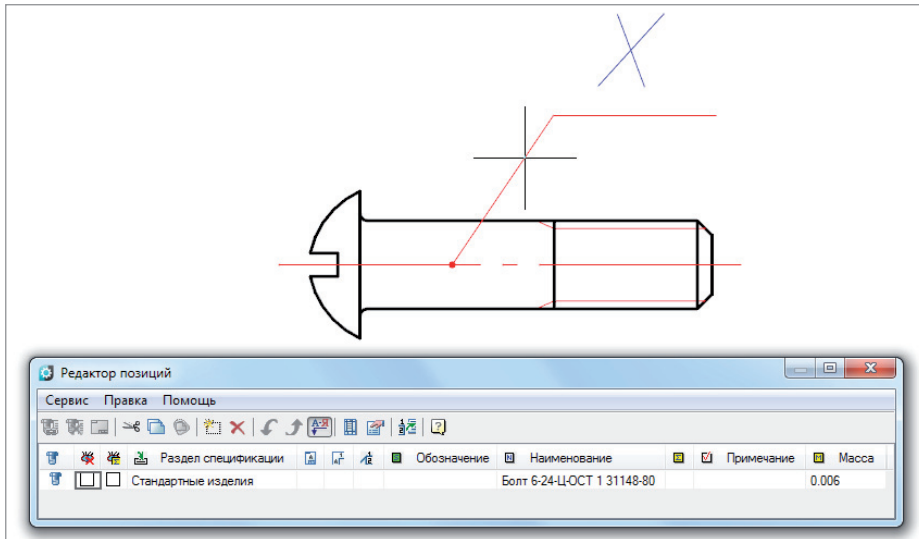 Редактор позиций
Сервис Правка Помощь
Раздел спецификации Обозначение Наименование Примечание Масса
Стандартные изделия Болт 6-24-Ц-ОСТ 1 31148-80 0.006